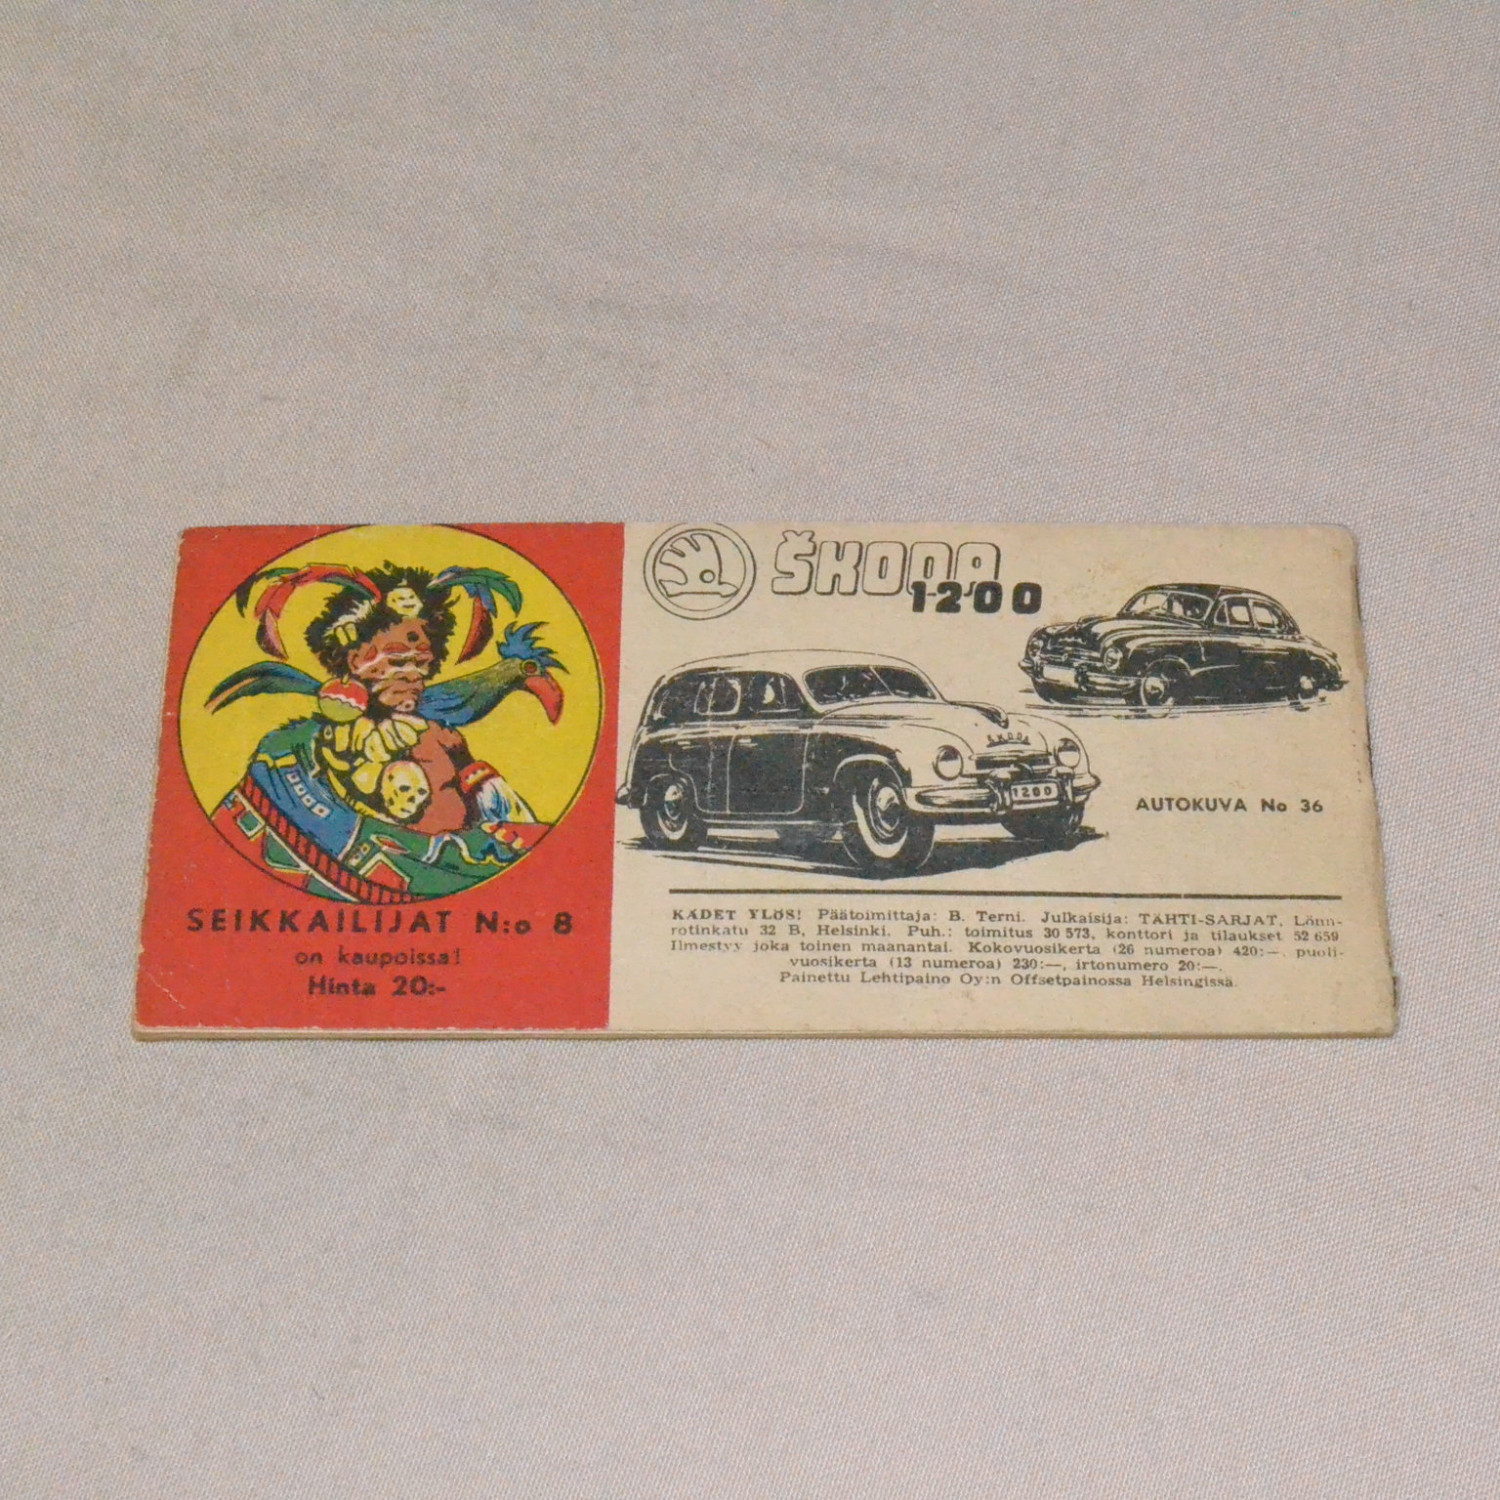 SEIKKAILIJAT N:o 8
on kaupoissa!
Hinta 20:-
ŠKODA
1200
ŠKODA
1200
AUTOKUVA No 36
KÄDET YLÖS! Päätoimittaja: B. Terni. Julkaisija: TÄHTI-SARJAT, Lönn-
rotinkatu 32 B, Helsinki. Puh.: toimitus 30 573, konttori ja tilaukset 52 659
Ilmestyy joka toinen maanantai. Kokovuosikerta (26 numeroa) 420:—, puoli-
vuosikerta (13 numeroa) 230:—, irtonumero 20:—.
Painettu Lehtipaino Oy:n Offsetpainossa Helsingissä.